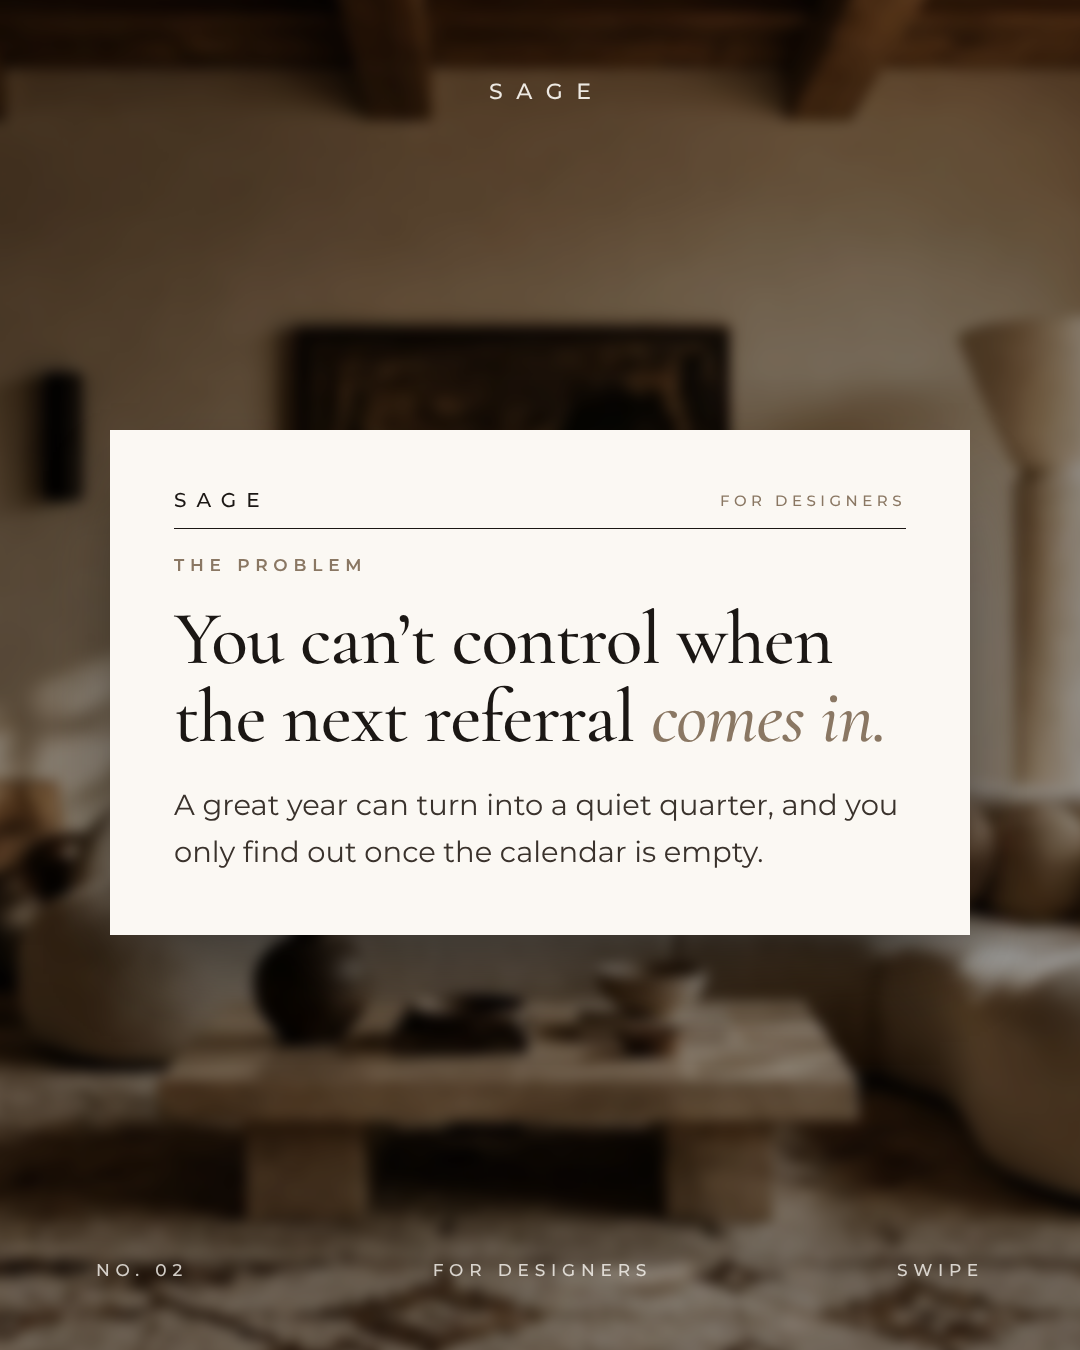 SAGE
SAGE
FOR DESIGNERS
THE PROBLEM
You can’t control when
the next referral comes in.
A great year can turn into a quiet quarter, and you
only find out once the calendar is empty.
NO. 02
FOR DESIGNERS
SWIPE